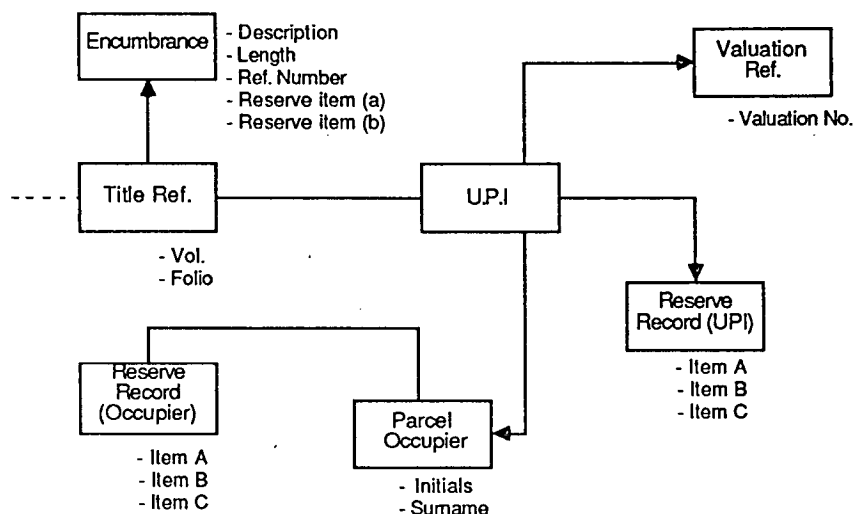 Encumbrance
- Description
- Length
- Ref. Number
- Reserve item (a)
- Reserve item (b)
Valuation
Ref.
- Valuation No.
Title Ref.
- Vol.
- Folio
U.P.I
Reserve
Record (UPI)
- Item A
- Item B
- Item C
Reserve
Record
(Occupier)
- Item A
- Item B
- Item C
Parcel
Occupier
- Initials
- Surname